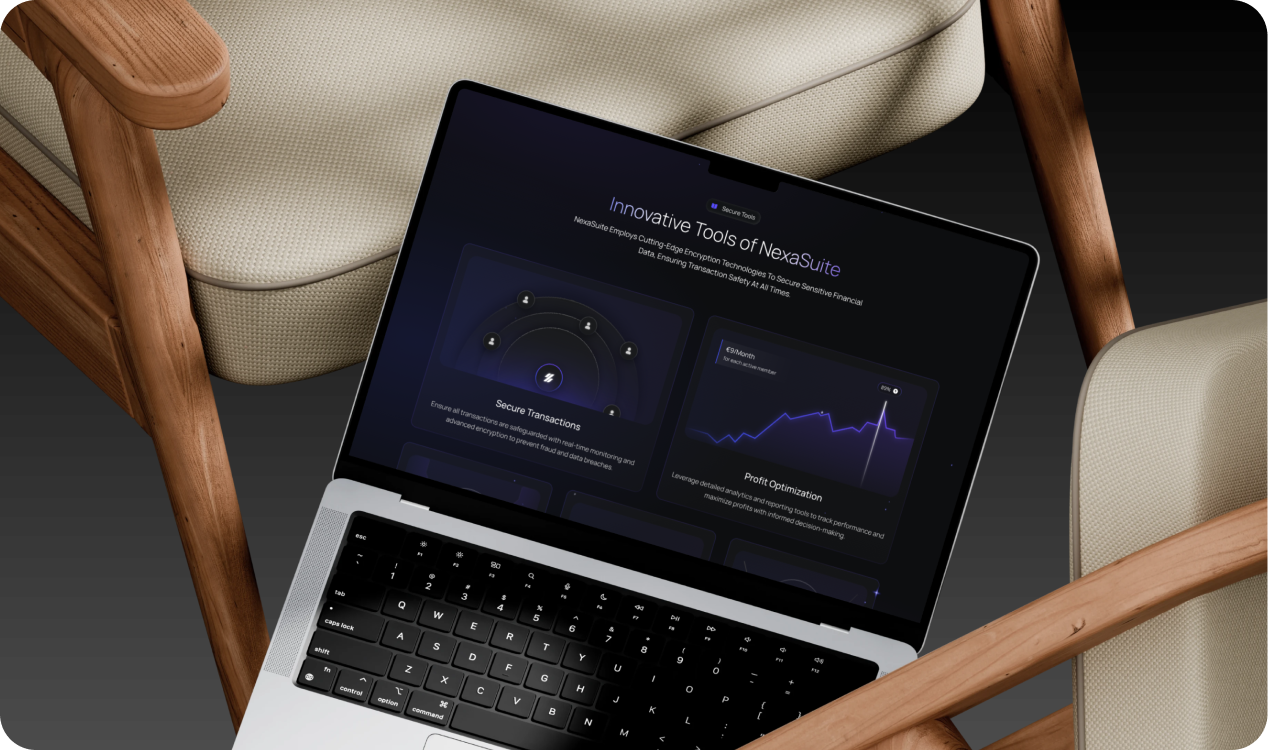 Secure Tools
Innovative Tools of NexaSuite
NexaSuite Employs Cutting-Edge Encryption Technologies To Secure Sensitive Financial
Data, Ensuring Transaction Safety At All Times.
Secure Transactions
Ensure all transactions are safeguarded with real-time monitoring and
advanced encryption to prevent fraud and data breaches.
€9/Month
for each active member
Profit Optimization
Leverage detailed analytics and reporting tools to track performance and
maximize profits with informed decision-making.
esc
F1 F2 F3 F4 F5 F6 F7 F8 F9 F10 F11 F12
~ ! @ # $ % ^ & * ( ) — +
` 1 2 3 4 5 6 7 8 9 0 - =
tab Q W E R T Y U I O P { [
caps lock A S D F G H J K L : ;
shift Z X C V B N M <
fn control option command